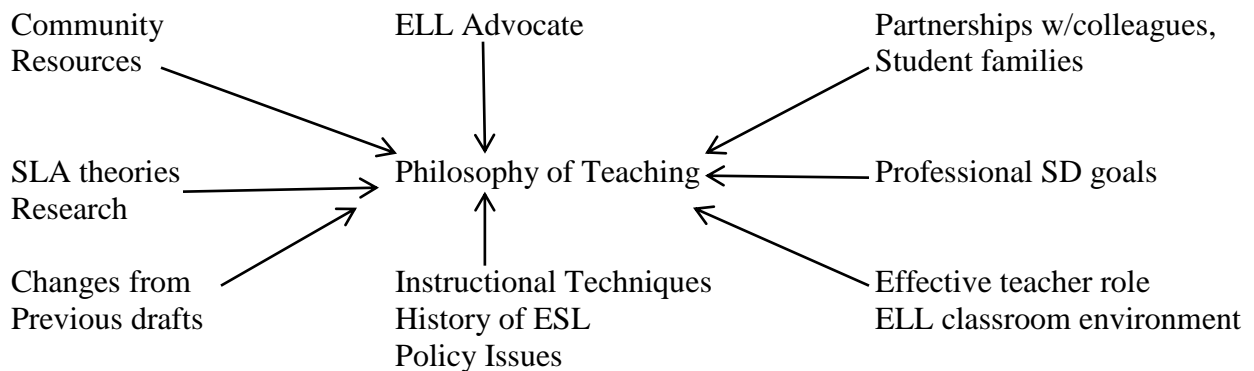 Community
Resources
ELL Advocate
Partnerships w/colleagues,
Student families
SLA theories
Research
Philosophy of Teaching
Professional SD goals
Changes from
Previous drafts
Instructional Techniques
History of ESL
Policy Issues
Effective teacher role
ELL classroom environment